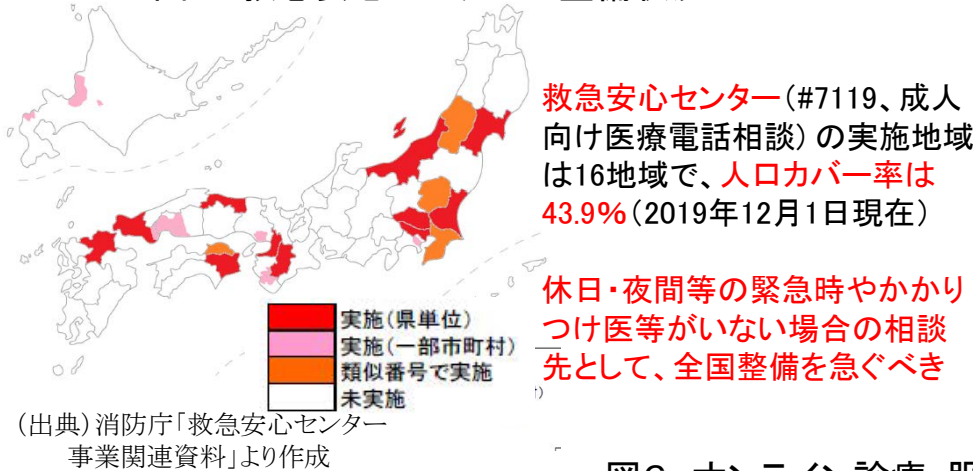 救急安心センター(#7119、成人
向け医療電話相談)の実施地域
は16地域で、人口カバー率は
43.9%(2019年12月1日現在)
休日・夜間等の緊急時やかかり
つけ医等がいない場合の相談
先として、全国整備を急ぐべき
実施(県単位)
実施(一部市町村)
類似番号で実施
未実施
(出典)消防庁「救急安心センター
事業関連資料」より作成